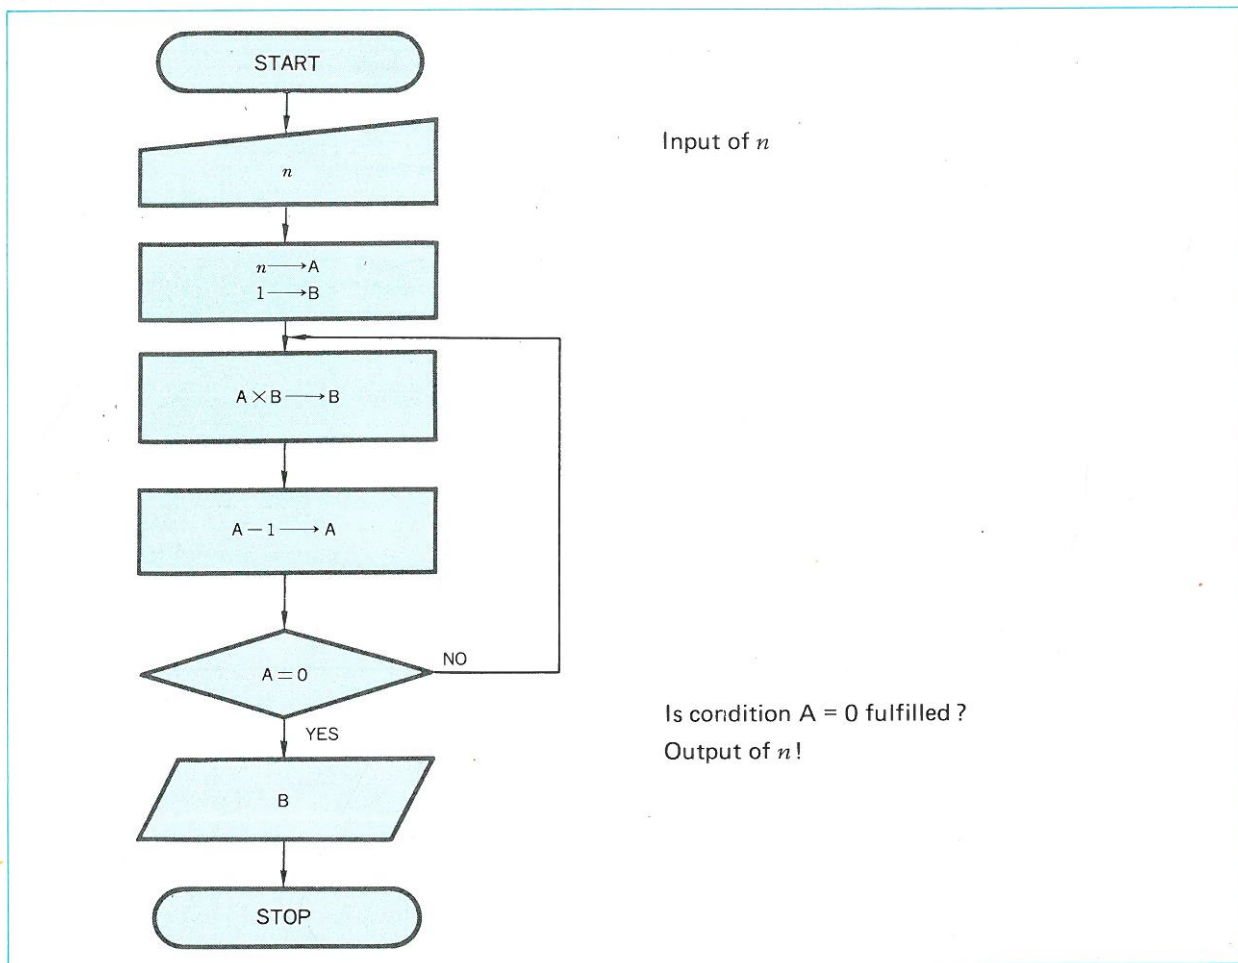 START
Input of n
n
n → A
1 → B
A × B → B
A − 1 → A
NO
A = 0
Is condition A = 0 fulfilled ?
YES
Output of n!
B
STOP